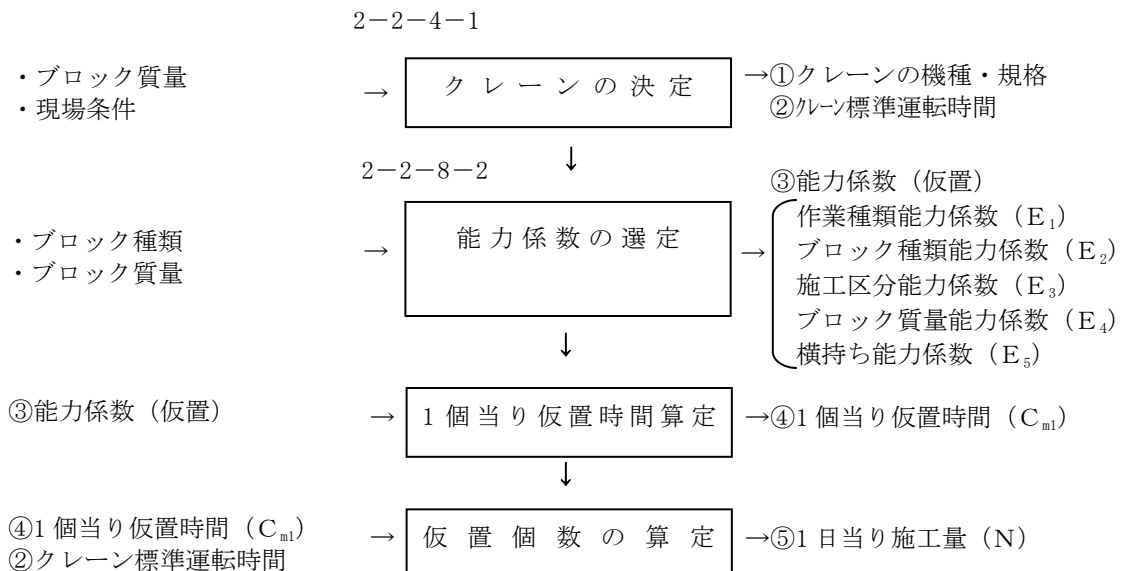 2-2-4-1
・ブロック質量
・現場条件
→
クレーンの決定
→①クレーンの機種・規格
②ｸﾚｰﾝ標準運転時間
↓
2-2-8-2
・ブロック種類
・ブロック質量
→
能力係数の選定
→
③能力係数（仮置）
作業種類能力係数（E₁）
ブロック種類能力係数（E₂）
施工区分能力係数（E₃）
ブロック質量能力係数（E₄）
横持ち能力係数（E₅）
↓
③能力係数（仮置）
→
1個当り仮置時間算定
→④1個当り仮置時間（Cm1）
↓
④1個当り仮置時間（Cm1）
②クレーン標準運転時間
→
仮置個数の算定
→⑤1日当り施工量（N）